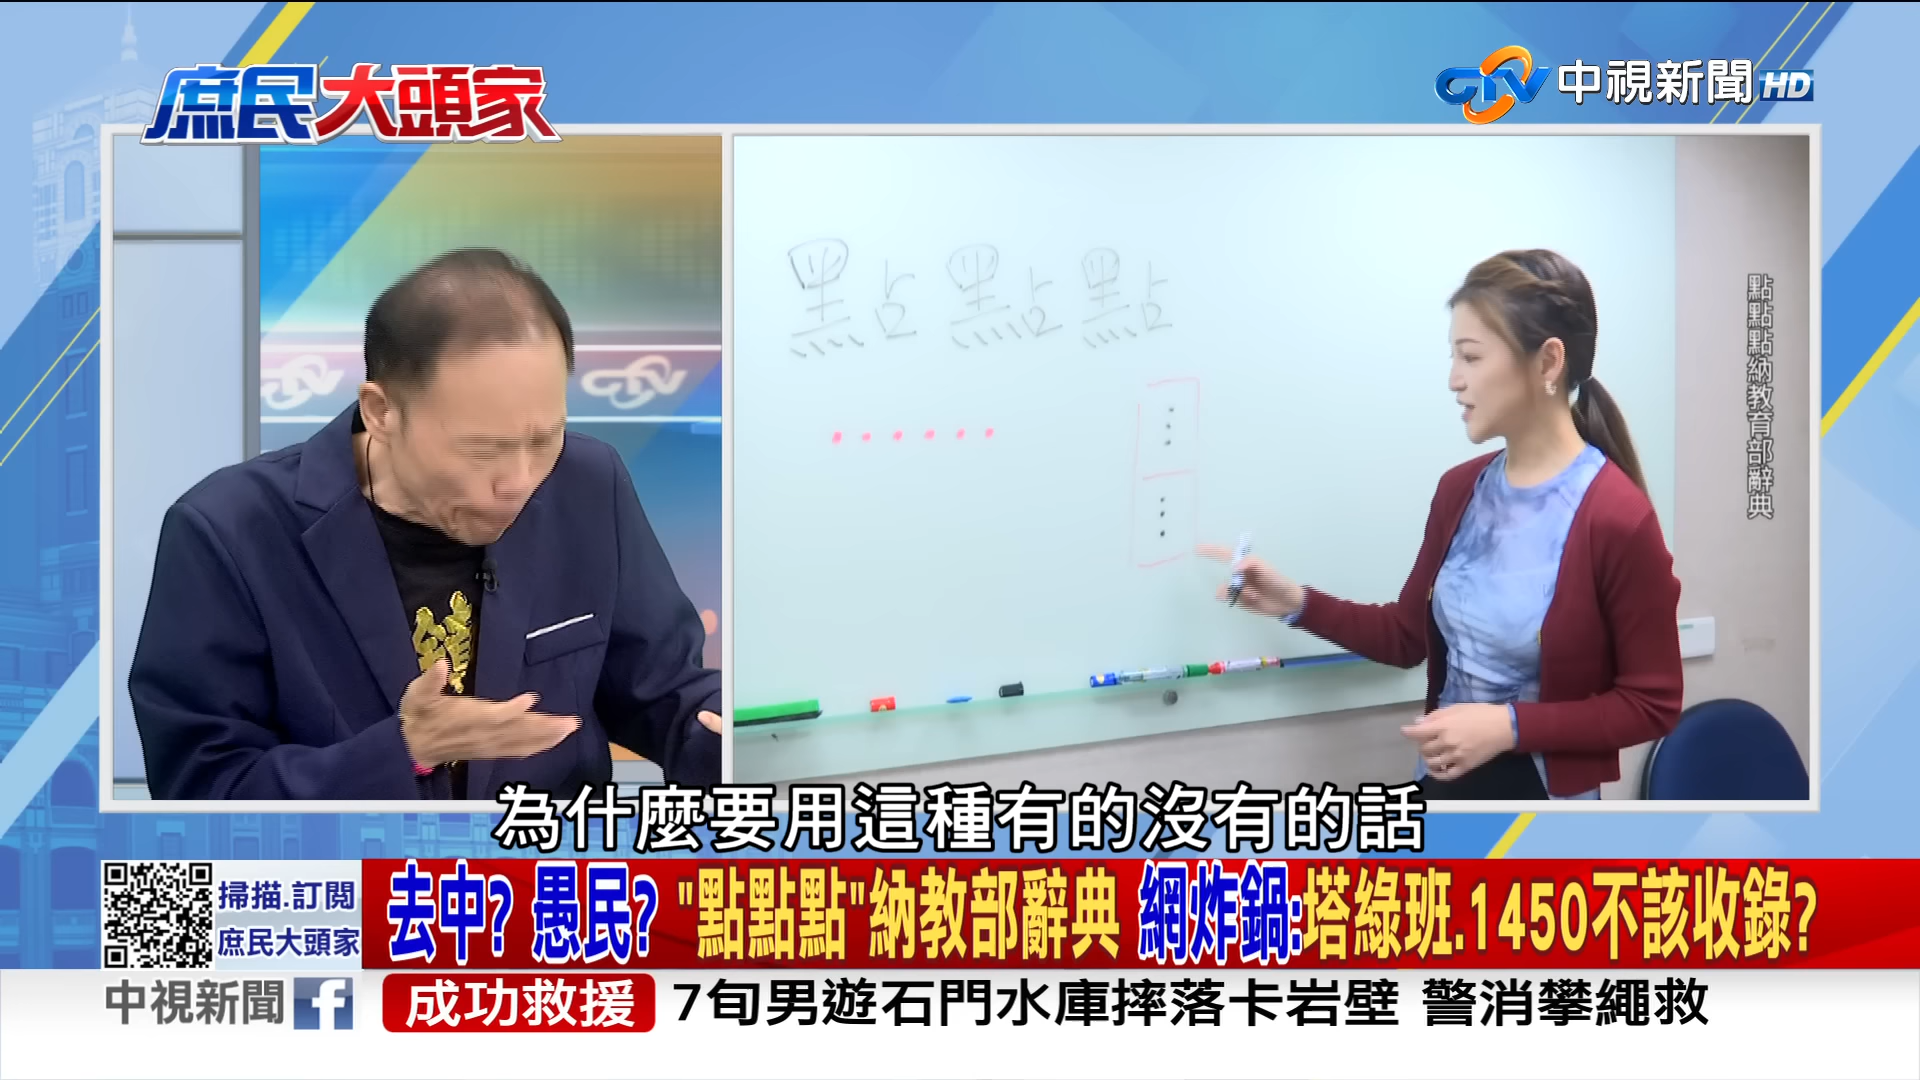 庶民大頭家
CTV 中視新聞 HD
點點點
點點點納教育部辭典
CTV
CTV
為什麼要用這種有的沒有的話
掃描.訂閱
庶民大頭家
去中? 愚民? "點點點"納教部辭典 網炸鍋:塔綠班.1450不該收錄?
中視新聞 f
成功救援 7旬男遊石門水庫摔落卡岩壁 警消攀繩救